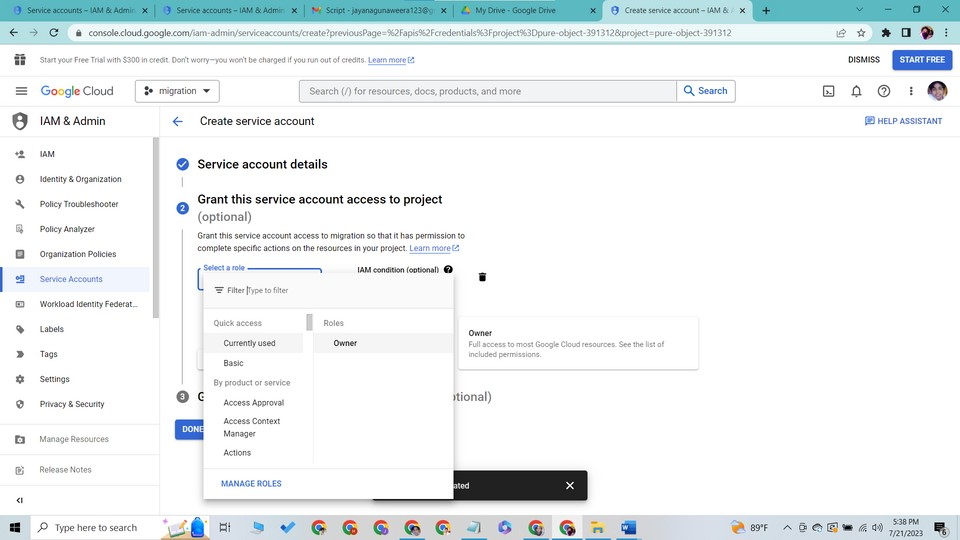 Service accounts – IAM & Admin
Service accounts – IAM & Admin
Script - jayanagunaweera123@g
My Drive - Google Drive
Create service account – IAM & A
console.cloud.google.com/iam-admin/serviceaccounts/create?previousPage=%2Fapis%2Fcredentials%3Fproject%3Dpure-object-391312&project=pure-object-391312
Start your Free Trial with $300 in credit. Don't worry—you won't be charged if you run out of credits. Learn more
DISMISS
START FREE
Google Cloud
migration
Search (/) for resources, docs, products, and more
Search
IAM & Admin
Create service account
HELP ASSISTANT
IAM
Identity & Organization
Policy Troubleshooter
Policy Analyzer
Organization Policies
Service Accounts
Workload Identity Federat...
Labels
Tags
Settings
Privacy & Security
Manage Resources
Release Notes
Service account details
2
Grant this service account access to project
(optional)
Grant this service account access to migration so that it has permission to
complete specific actions on the resources in your project. Learn more
Select a role
IAM condition (optional)
Filter Type to filter
Quick access
Currently used
Basic
By product or service
Access Approval
Access Context
Manager
Actions
Roles
Owner
MANAGE ROLES
Owner
Full access to most Google Cloud resources. See the list of
included permissions.
3
G
otional)
DONE
ated
Type here to search
89°F
5:38 PM
7/21/2023
6